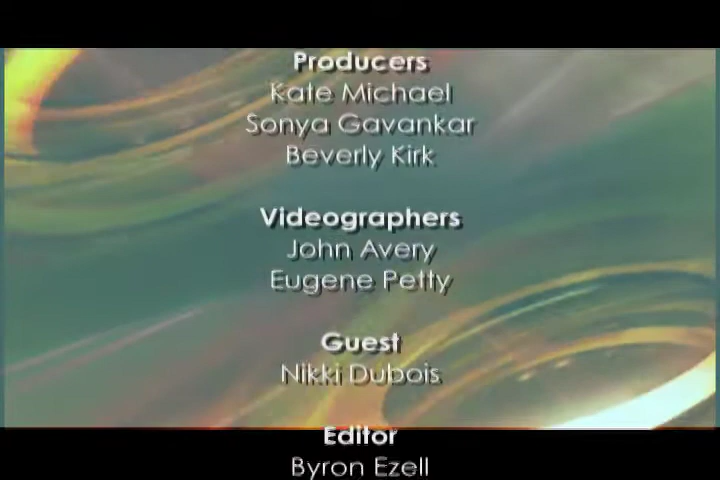 Producers
Kate Michael
Sonya Gavankar
Beverly Kirk
Videographers
John Avery
Eugene Petty
Guest
Nikki Dubois
Editor
Byron Ezell